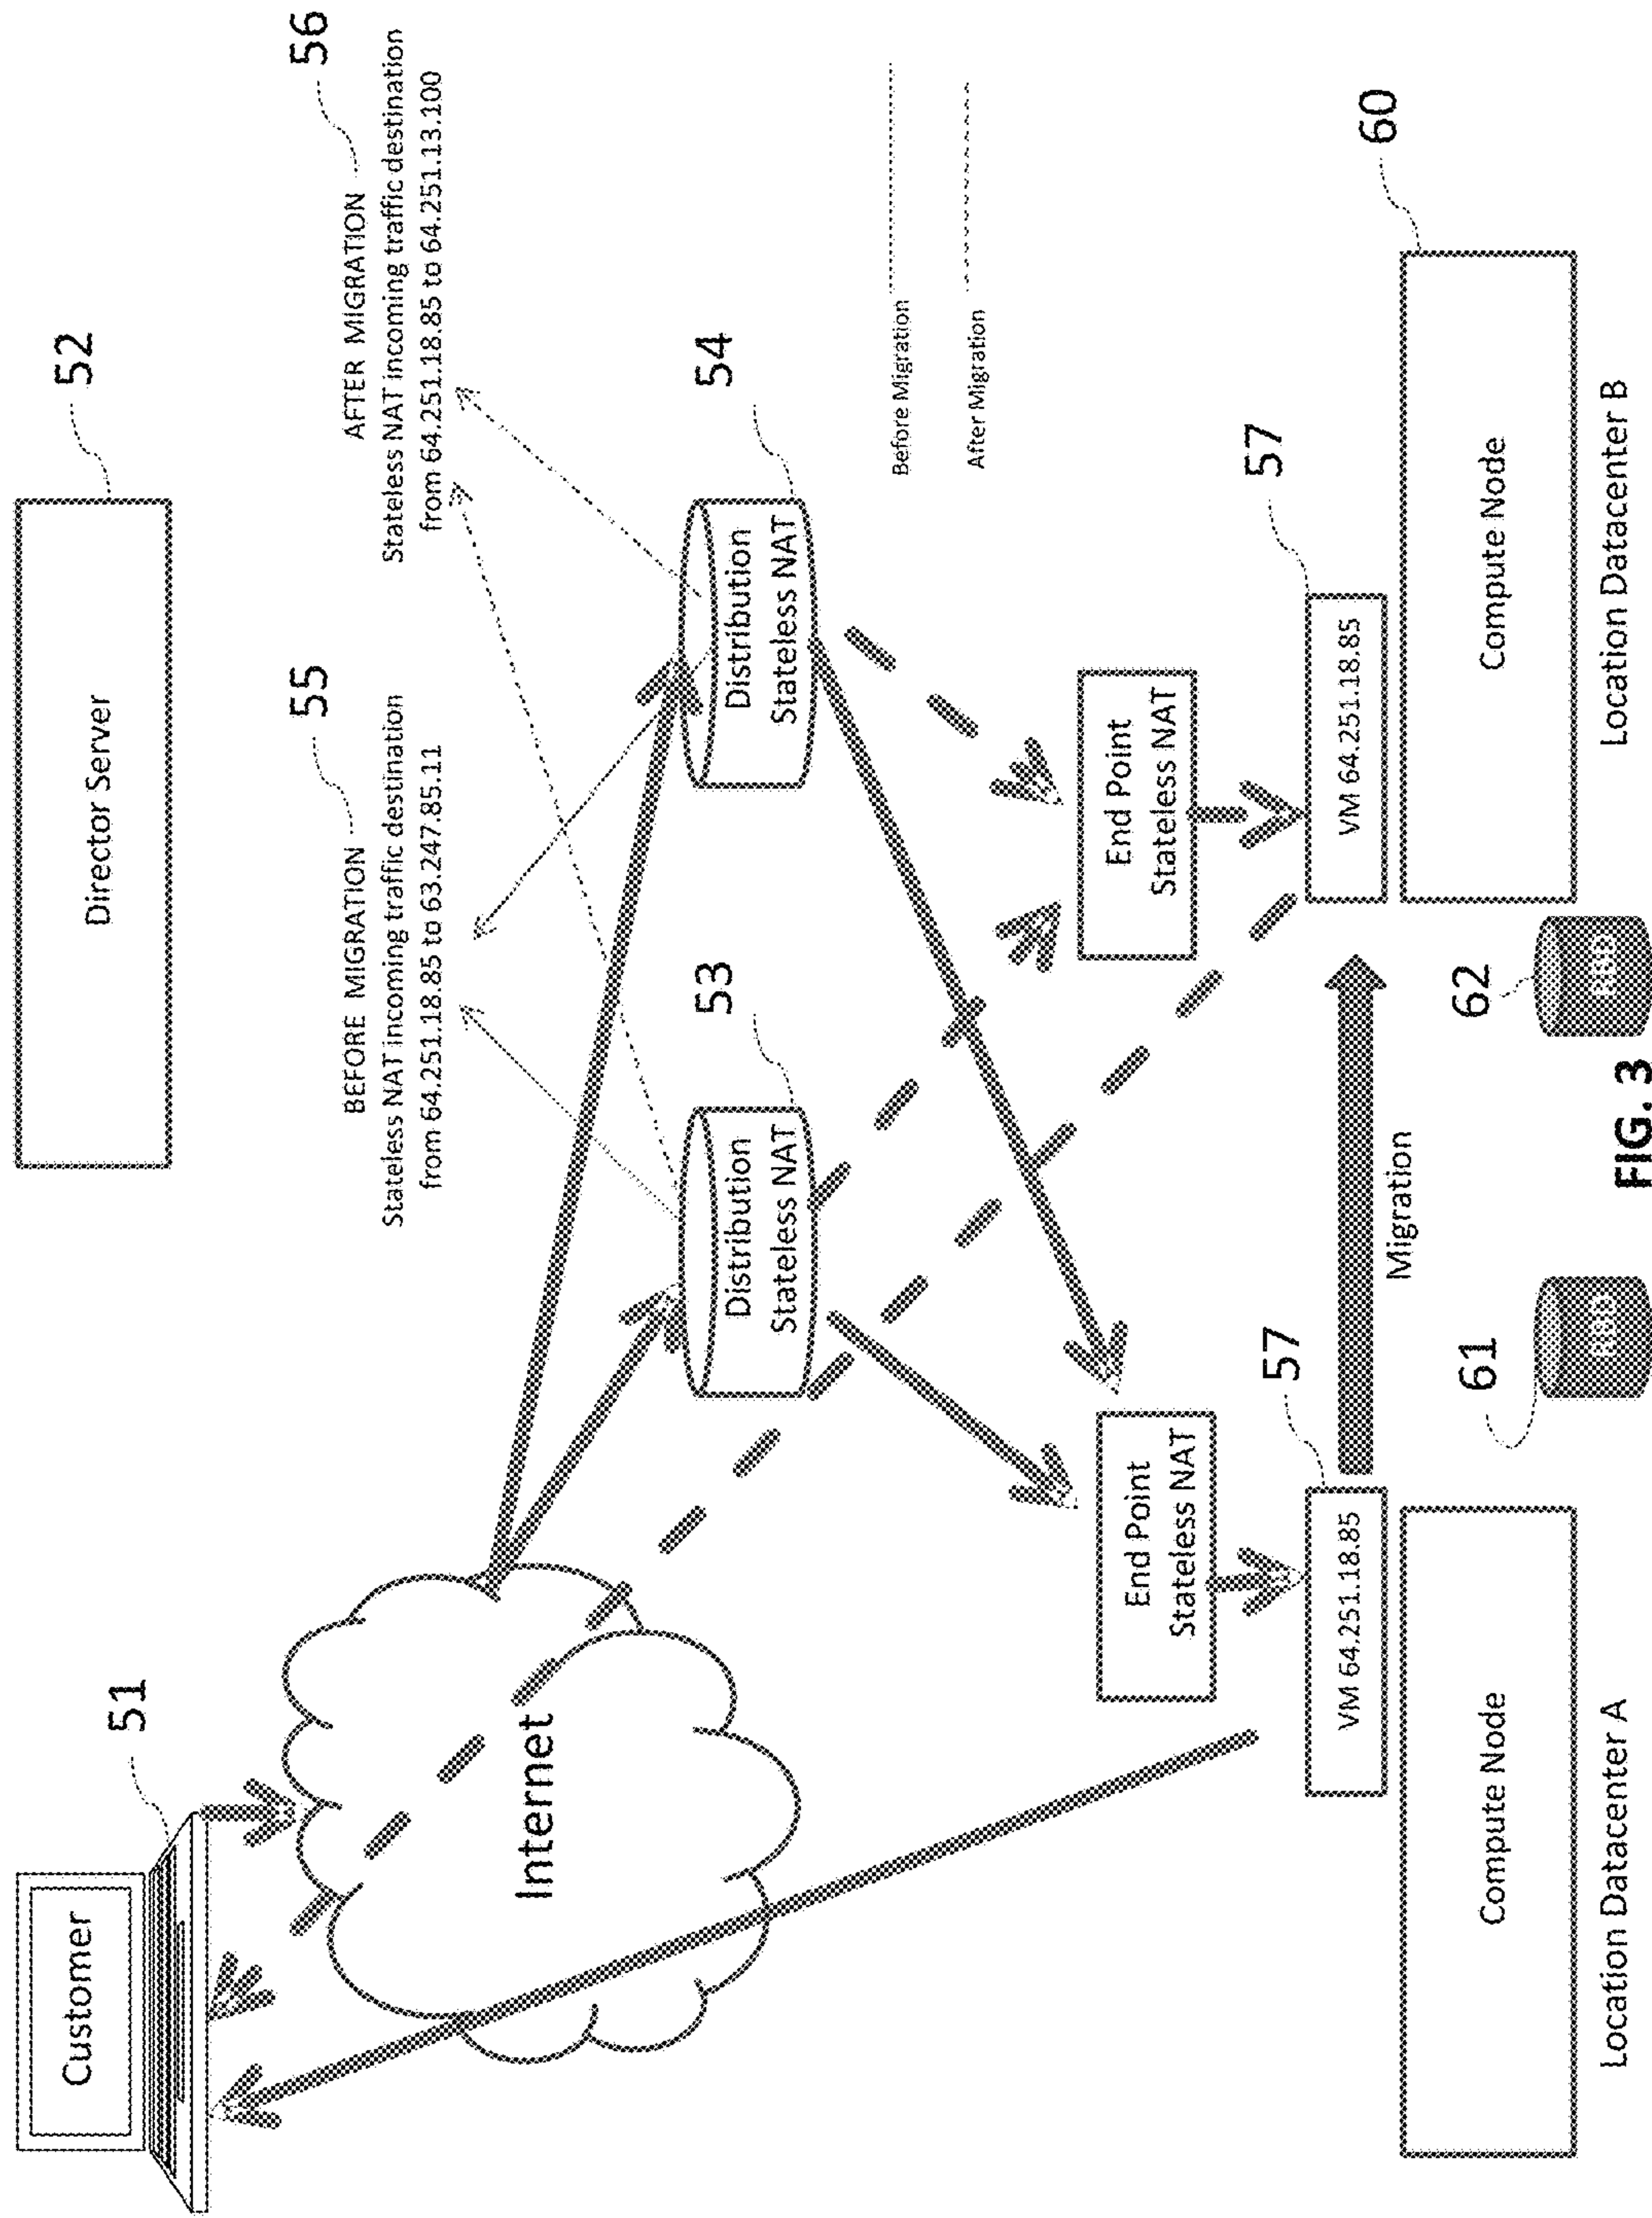 Customer
51
Director Server
52
Internet
BEFORE MIGRATION
55
Stateless NAT incoming traffic destination
from 64.251.18.85 to 63.247.85.11
AFTER MIGRATION
56
Stateless NAT incoming traffic destination
from 64.251.18.85 to 64.251.13.100
Distribution
Stateless NAT
53
Distribution
Stateless NAT
54
Before Migration
After Migration
End Point
Stateless NAT
End Point
Stateless NAT
VM 64.251.18.85
57
Migration
VM 64.251.18.85
57
Compute Node
61
62
Compute Node
60
Location Datacenter A
Location Datacenter B
FIG. 3